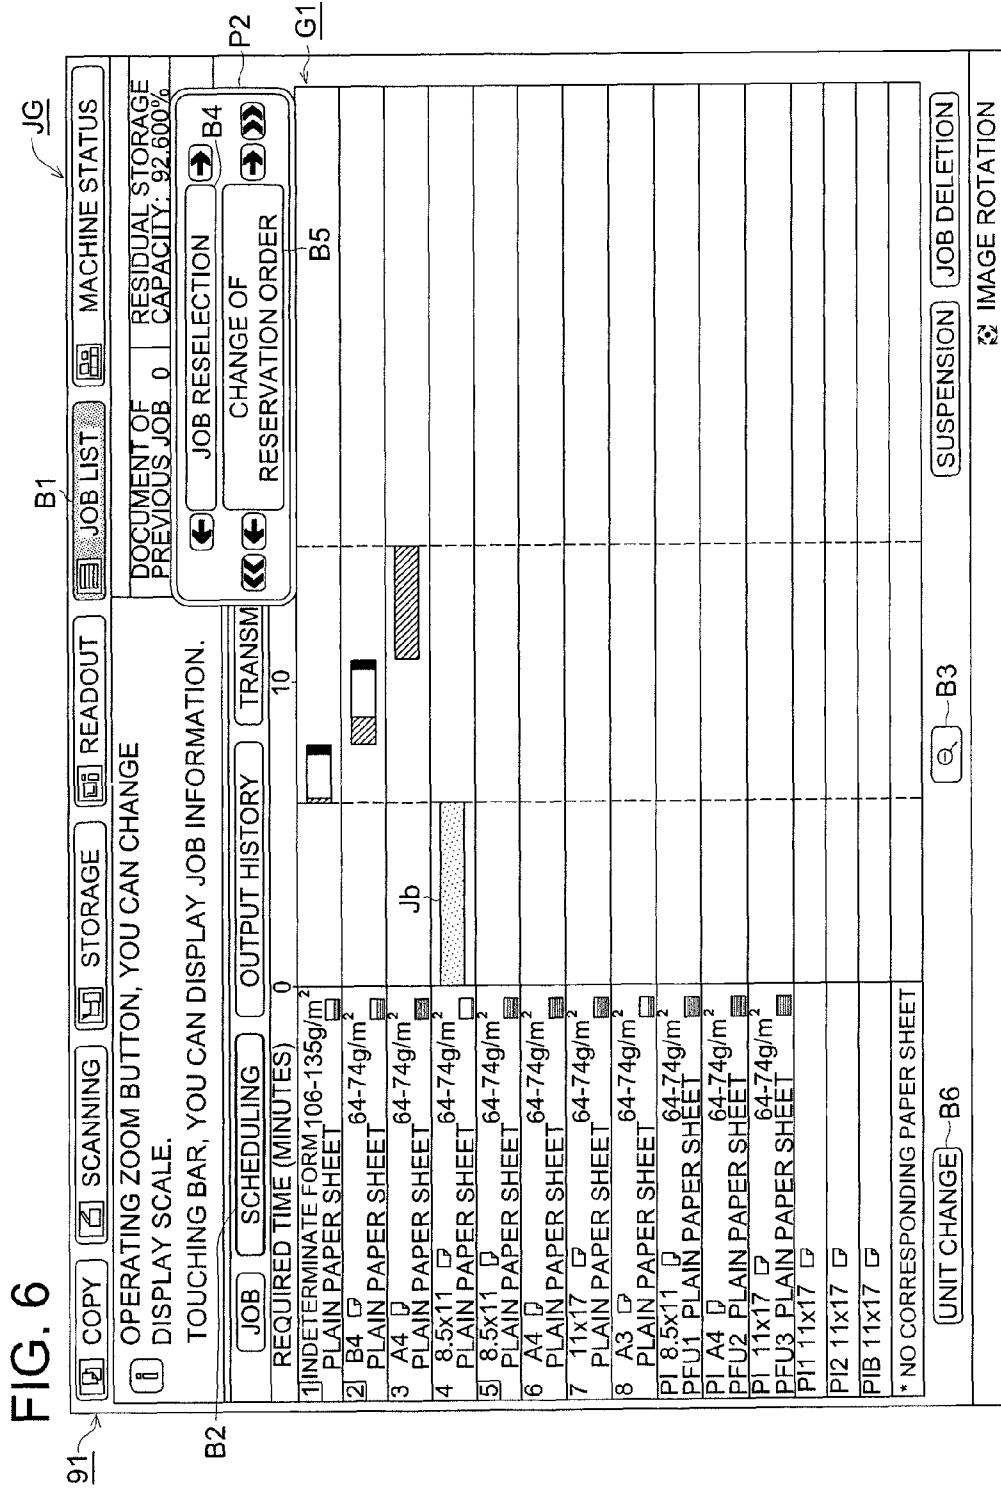 FIG. 6
91
JG
B1
COPY
SCANNING
STORAGE
READOUT
JOB LIST
MACHINE STATUS
i
OPERATING ZOOM BUTTON, YOU CAN CHANGE
DISPLAY SCALE.
TOUCHING BAR, YOU CAN DISPLAY JOB INFORMATION.
DOCUMENT OF
PREVIOUS JOB 0
RESIDUAL STORAGE
CAPACITY: 92.600%
P2
JOB RESELECTION
B4
CHANGE OF
RESERVATION ORDER
B5
B2
JOB
SCHEDULING
OUTPUT HISTORY
TRANSM
REQUIRED TIME (MINUTES)
0
10
G1
1 INDETERMINATE FORM 106-135g/m²
PLAIN PAPER SHEET
2 B4 64-74g/m²
PLAIN PAPER SHEET
3 A4 64-74g/m²
PLAIN PAPER SHEET
4 8.5x11 64-74g/m²
PLAIN PAPER SHEET
Jb
5 8.5x11 64-74g/m²
PLAIN PAPER SHEET
6 A4 64-74g/m²
PLAIN PAPER SHEET
7 11x17 64-74g/m²
PLAIN PAPER SHEET
8 A3 64-74g/m²
PLAIN PAPER SHEET
PI 8.5x11 64-74g/m²
PFU1 PLAIN PAPER SHEET
PI A4 64-74g/m²
PFU2 PLAIN PAPER SHEET
PI 11x17 64-74g/m²
PFU3 PLAIN PAPER SHEET
PI1 11x17
PI2 11x17
PIB 11x17
* NO CORRESPONDING PAPER SHEET
UNIT CHANGE
B6
B3
SUSPENSION
JOB DELETION
IMAGE ROTATION